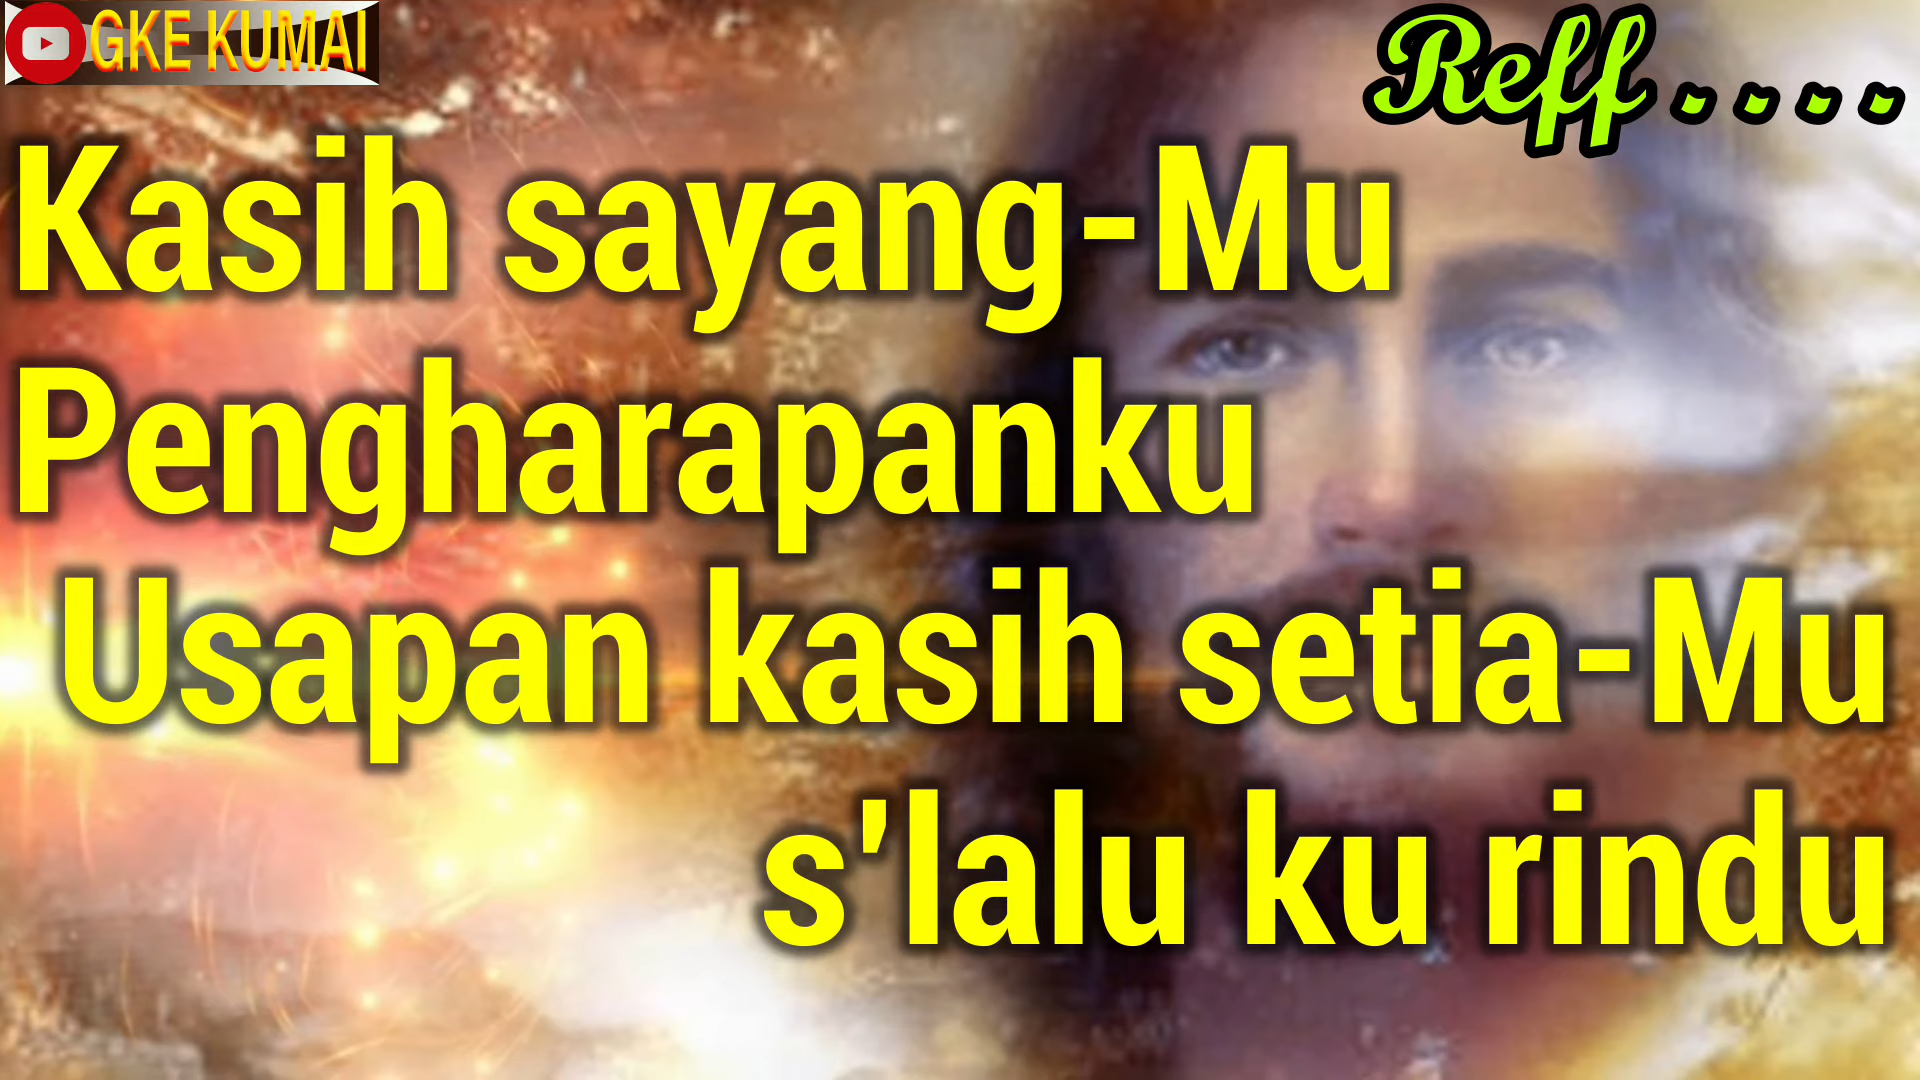 GKE KUMAI
Reff....
Kasih sayang-Mu
Pengharapanku
Usapan kasih setia-Mu
s'lalu ku rindu